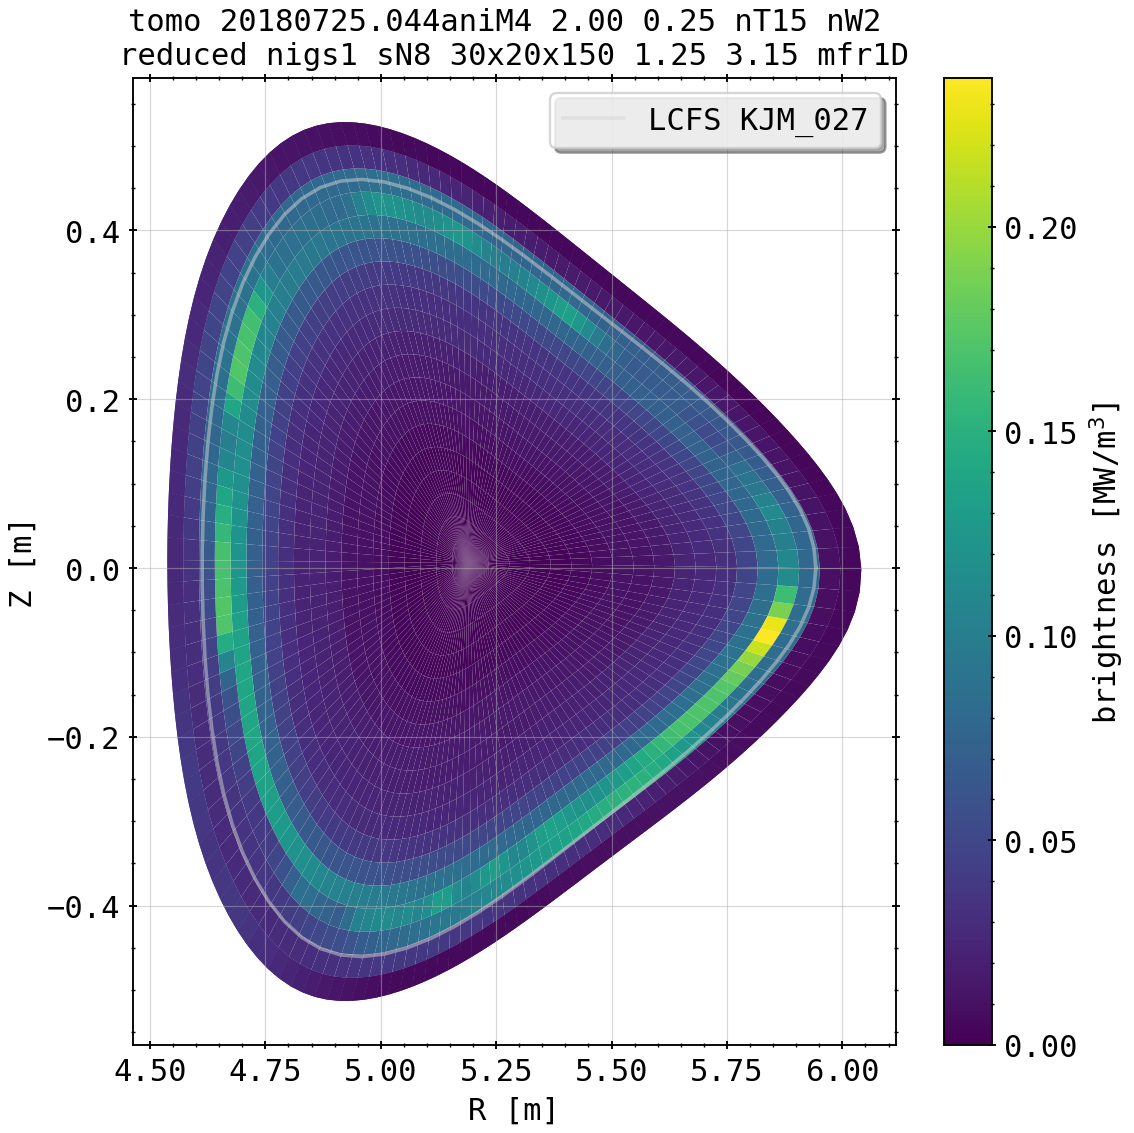 tomo 20180725.044aniM4 2.00 0.25 nT15 nW2
reduced nigs1 sN8 30x20x150 1.25 3.15 mfr1D
LCFS KJM_027
0.4
0.2
0.0
−0.2
−0.4
Z [m]
4.50 4.75 5.00 5.25 5.50 5.75 6.00
R [m]
0.20
0.15
0.10
0.05
0.00
brightness [MW/m³]